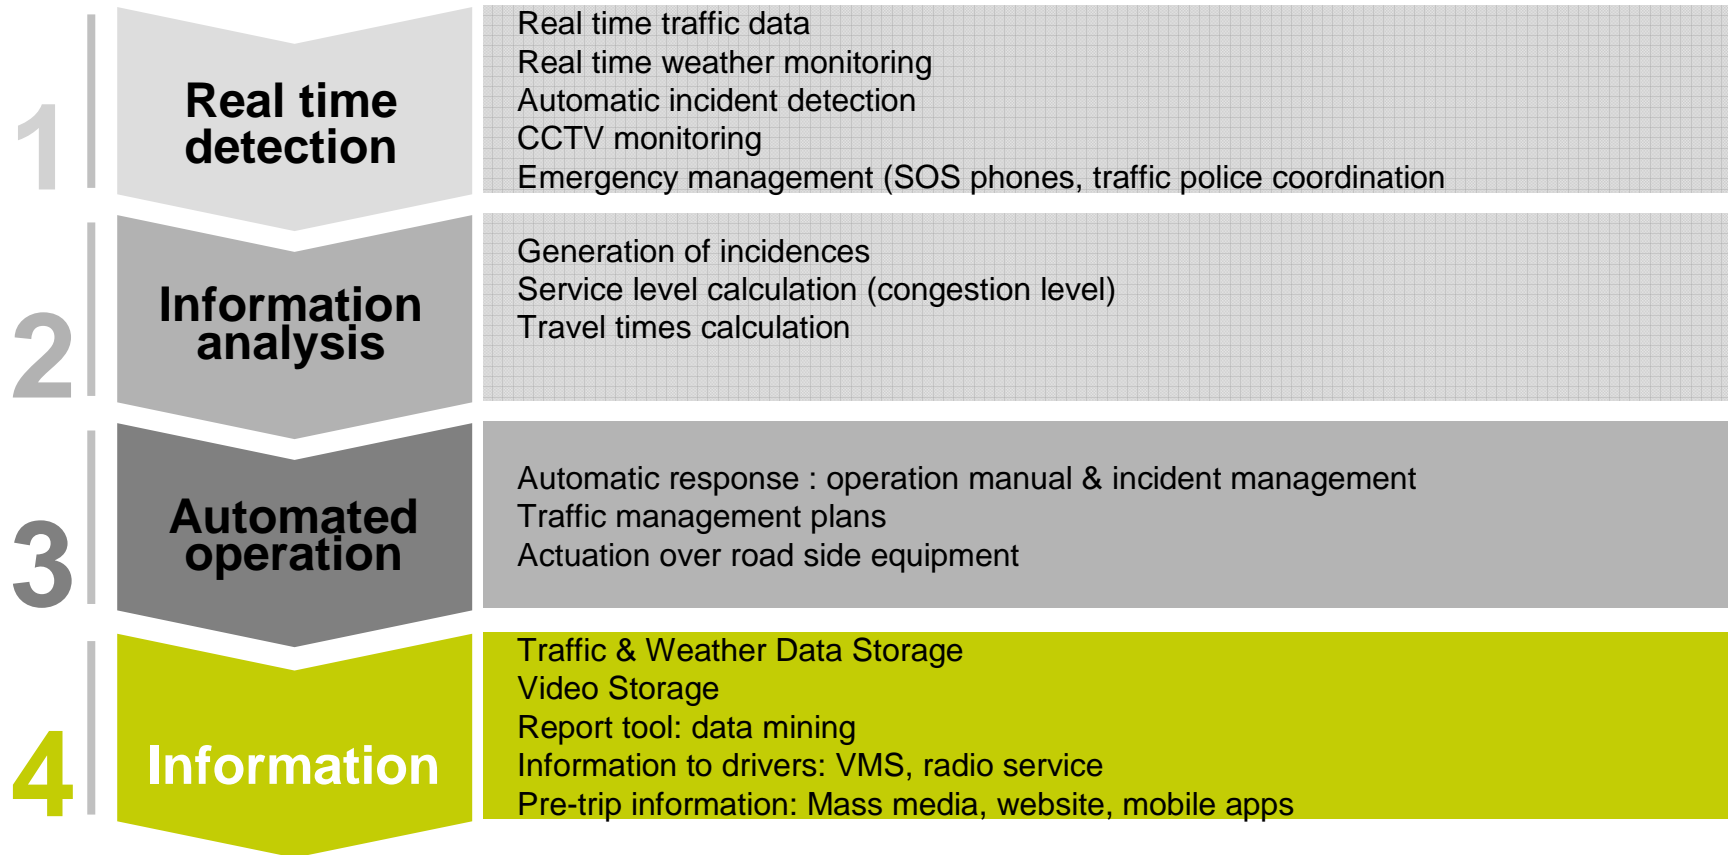 1
Real time
detection
Real time traffic data
Real time weather monitoring
Automatic incident detection
CCTV monitoring
Emergency management (SOS phones, traffic police coordination
2
Information
analysis
Generation of incidences
Service level calculation (congestion level)
Travel times calculation
3
Automated
operation
Automatic response : operation manual & incident management
Traffic management plans
Actuation over road side equipment
4
Information
Traffic & Weather Data Storage
Video Storage
Report tool: data mining
Information to drivers: VMS, radio service
Pre-trip information: Mass media, website, mobile apps